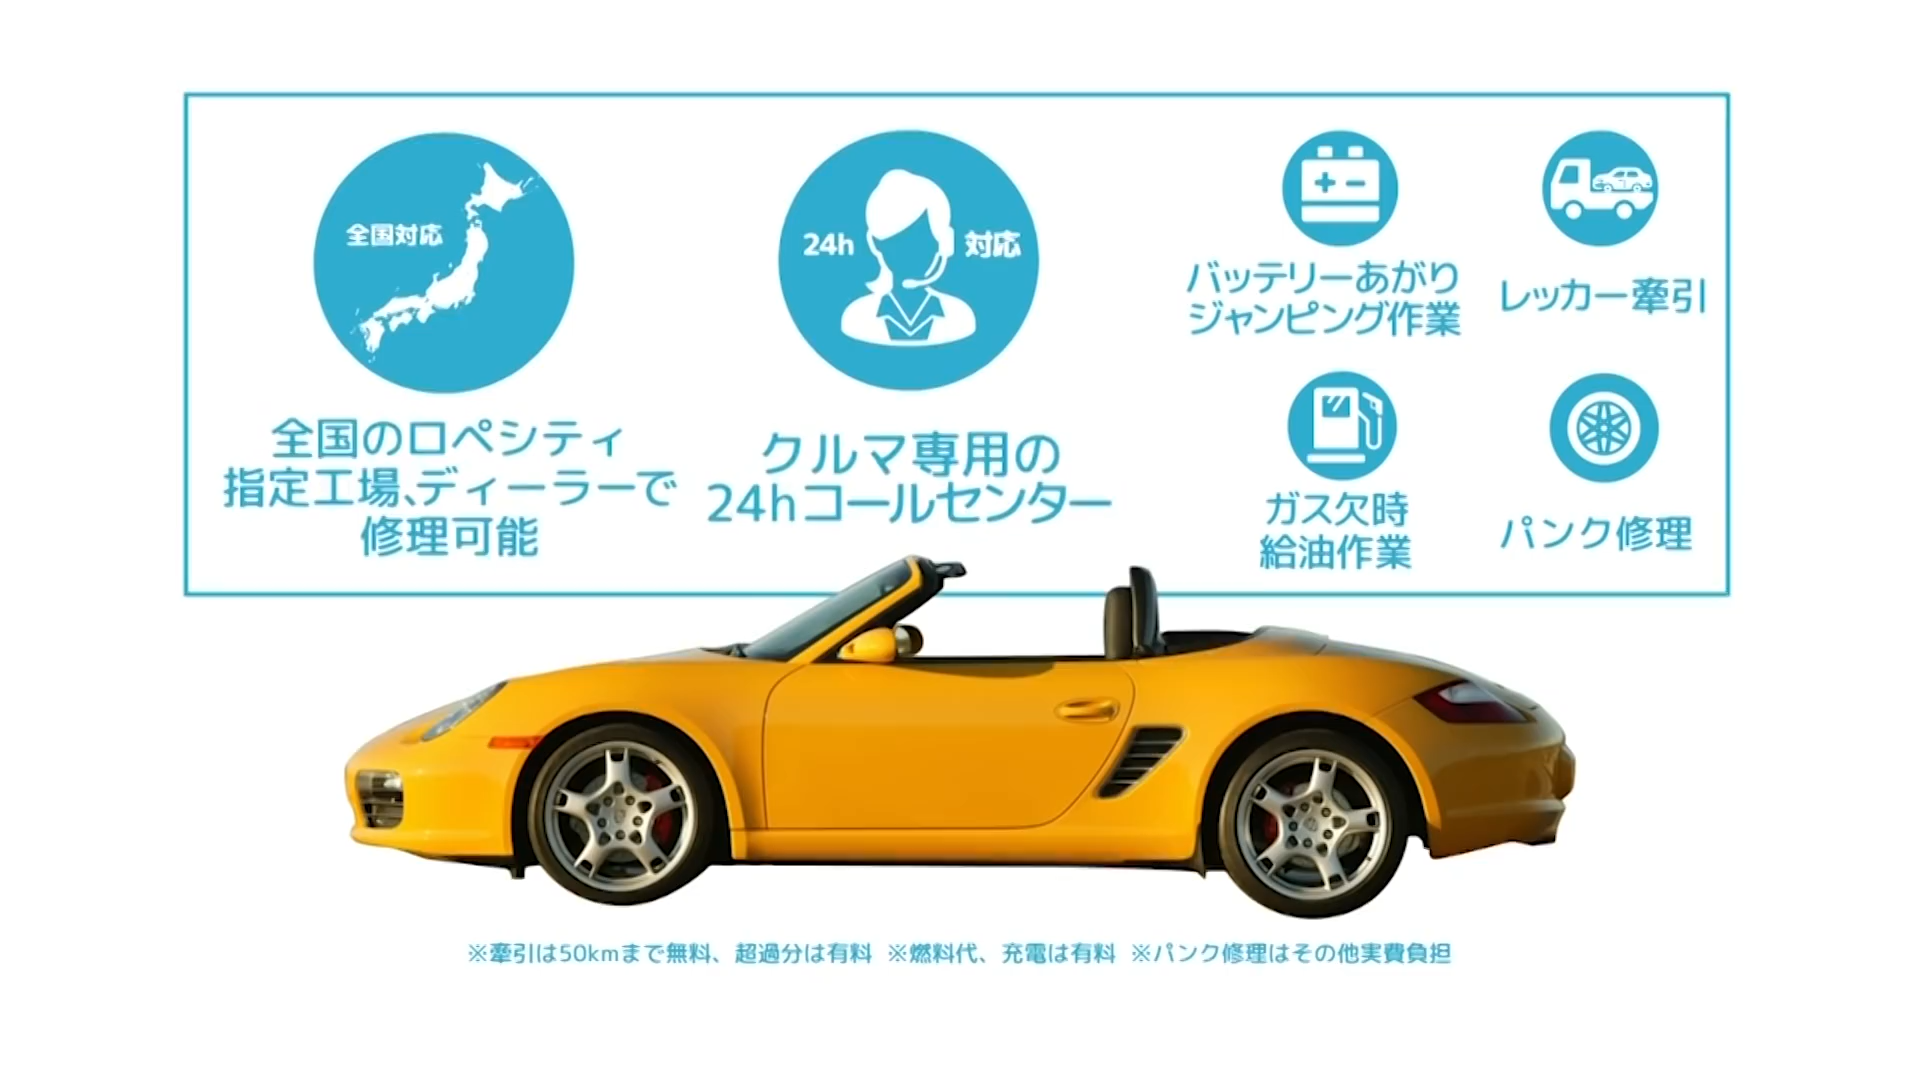 全国対応
全国のロペシティ
指定工場、ディーラーで
修理可能
24h 対応
クルマ専用の
24hコールセンター
バッテリーあがり
ジャンピング作業
レッカー牽引
ガス欠時
給油作業
パンク修理
※牽引は50kmまで無料、超過分は有料 ※燃料代、充電は有料 ※パンク修理はその他実費負担